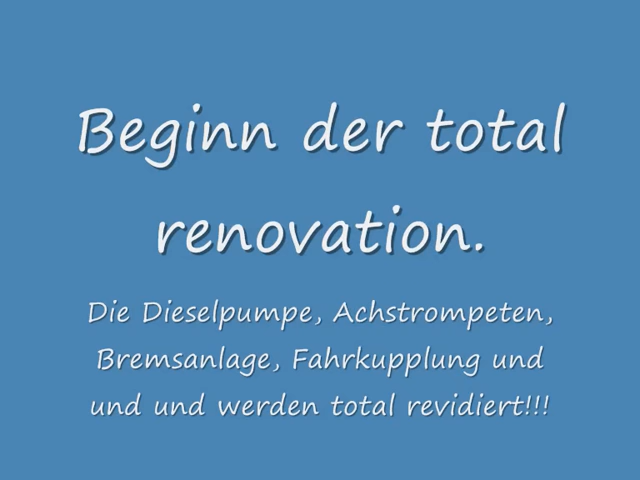 Beginn der total
renovation.
Die Dieselpumpe, Achstrompeten,
Bremsanlage, Fahrkupplung und
und und werden total revidiert!!!